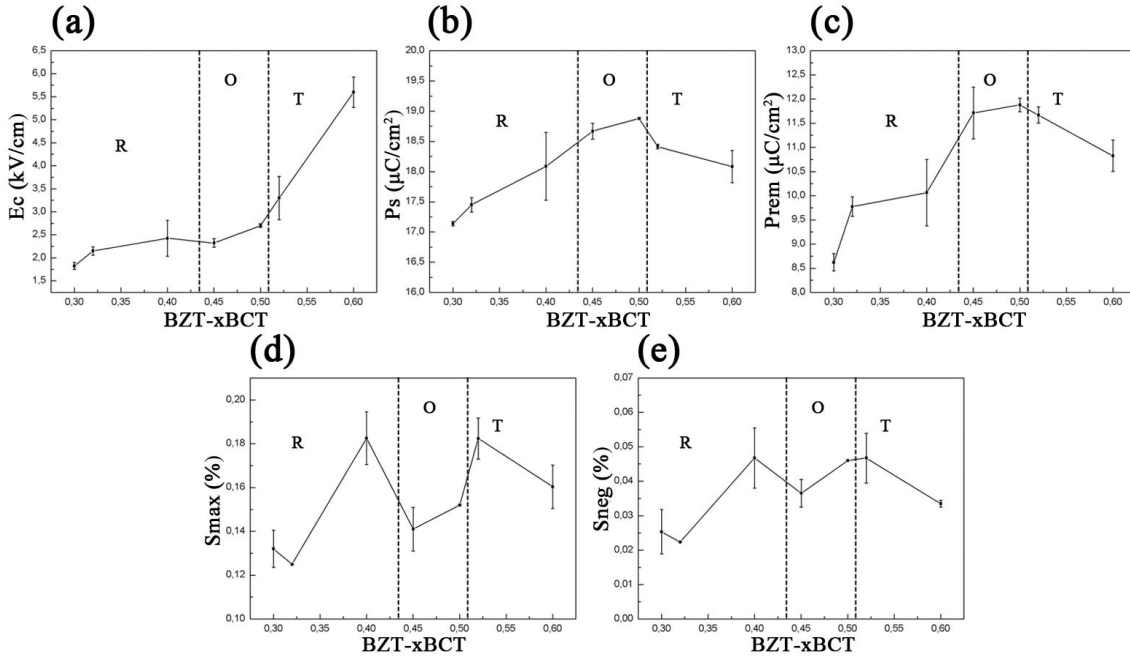 (a)
Ec (kV/cm)
6,5
6,0
5,5
5,0
4,5
4,0
3,5
3,0
2,5
2,0
1,5
R
O
T
0,30 0,35 0,40 0,45 0,50 0,55 0,60
BZT-xBCT
(b)
Ps (μC/cm²)
20,0
19,5
19,0
18,5
18,0
17,5
17,0
16,5
16,0
R
O
T
0,30 0,35 0,40 0,45 0,50 0,55 0,60
BZT-xBCT
(c)
Prem (μC/cm²)
13,0
12,5
12,0
11,5
11,0
10,5
10,0
9,5
9,0
8,5
8,0
R
O
T
0,30 0,35 0,40 0,45 0,50 0,55 0,60
BZT-xBCT
(d)
Smax (%)
0,20
0,18
0,16
0,14
0,12
0,10
R
O
T
0,30 0,35 0,40 0,45 0,50 0,55 0,60
BZT-xBCT
(e)
Sneg (%)
0,07
0,06
0,05
0,04
0,03
0,02
0,01
0,00
R
O
T
0,30 0,35 0,40 0,45 0,50 0,55 0,60
BZT-xBCT